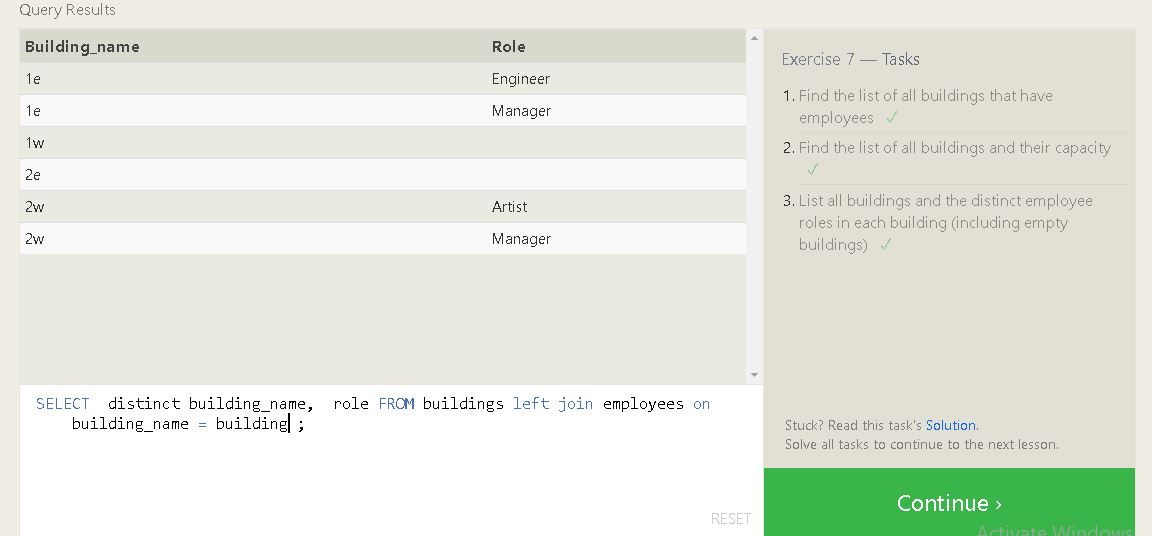 Query Results
Building_name Role
1e Engineer
1e Manager
1w
2e
2w Artist
2w Manager
SELECT distinct building_name, role FROM buildings left join employees on
building_name = building ;
RESET
Exercise 7 — Tasks
1. Find the list of all buildings that have
employees ✓
2. Find the list of all buildings and their capacity
✓
3. List all buildings and the distinct employee
roles in each building (including empty
buildings) ✓
Stuck? Read this task's Solution.
Solve all tasks to continue to the next lesson.
Continue ›
Activate Windows